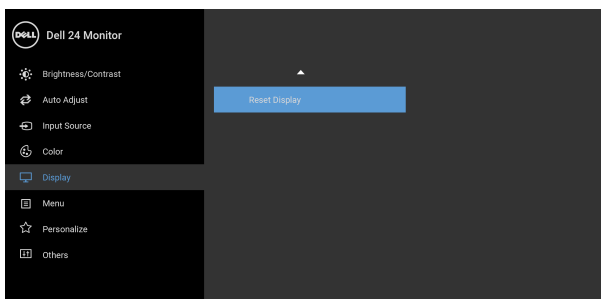 DELL
Dell 24 Monitor
Brightness/Contrast
Auto Adjust
Reset Display
Input Source
Color
Display
Menu
Personalize
Others